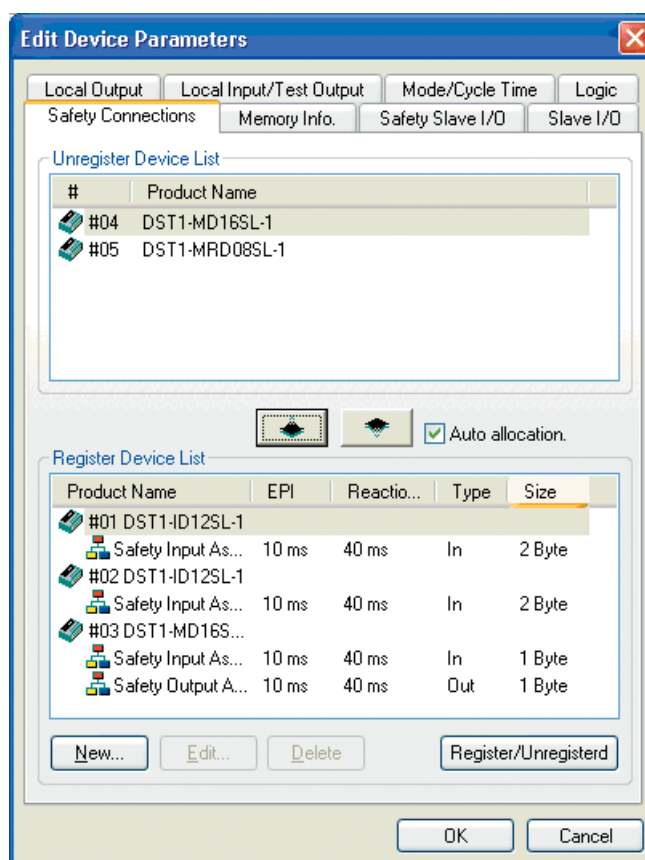 Edit Device Parameters
Local Output Local Input/Test Output Mode/Cycle Time Logic
Safety Connections Memory Info. Safety Slave I/O Slave I/O
Unregister Device List
# Product Name
#04 DST1-MD16SL-1
#05 DST1-MRD08SL-1
Auto allocation.
Register Device List
Product Name EPI Reactio... Type Size
#01 DST1-ID12SL-1
Safety Input As... 10 ms 40 ms In 2 Byte
#02 DST1-ID12SL-1
Safety Input As... 10 ms 40 ms In 2 Byte
#03 DST1-MD16S...
Safety Input As... 10 ms 40 ms In 1 Byte
Safety Output A... 10 ms 40 ms Out 1 Byte
New... Edit... Delete Register/Unregisterd
OK Cancel